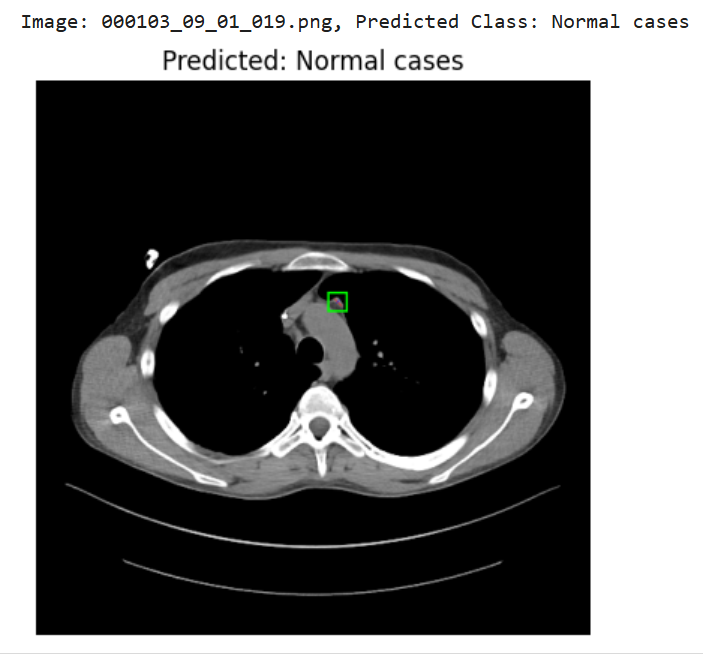 Image: 000103_09_01_019.png, Predicted Class: Normal cases
Predicted: Normal cases